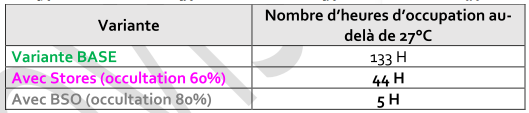 Variante
Nombre d'heures d'occupation au-
delà de 27°C
Variante BASE 133 H
Avec Stores (occultation 60%) 44 H
Avec BSO (occultation 80%) 5 H